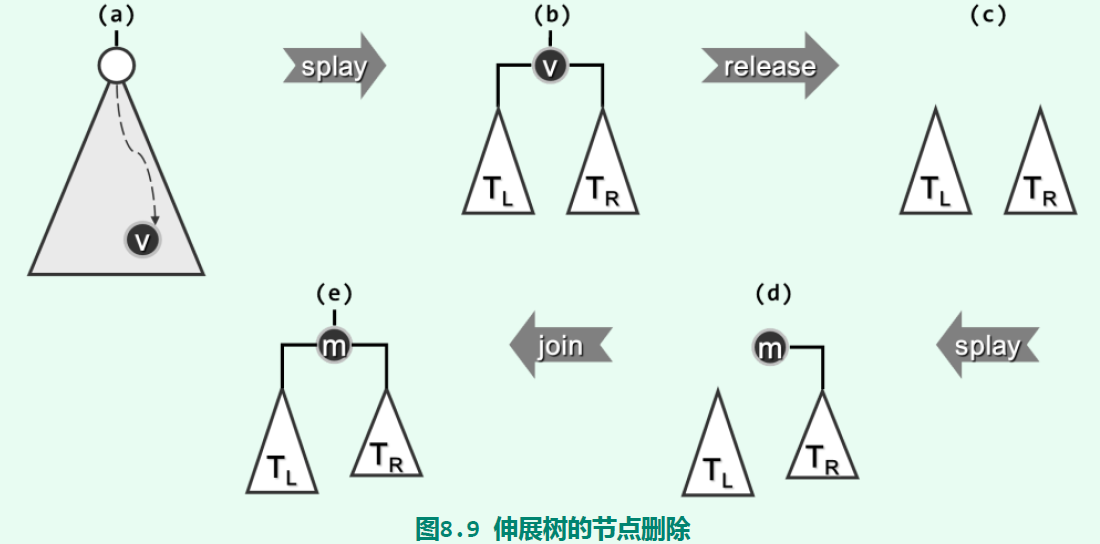 (a)
(b)
(c)
splay
v
release
T_L
T_R
T_L
T_R
v
(e)
(d)
m
join
m
splay
T_L
T_R
T_L
T_R
图8.9 伸展树的节点删除